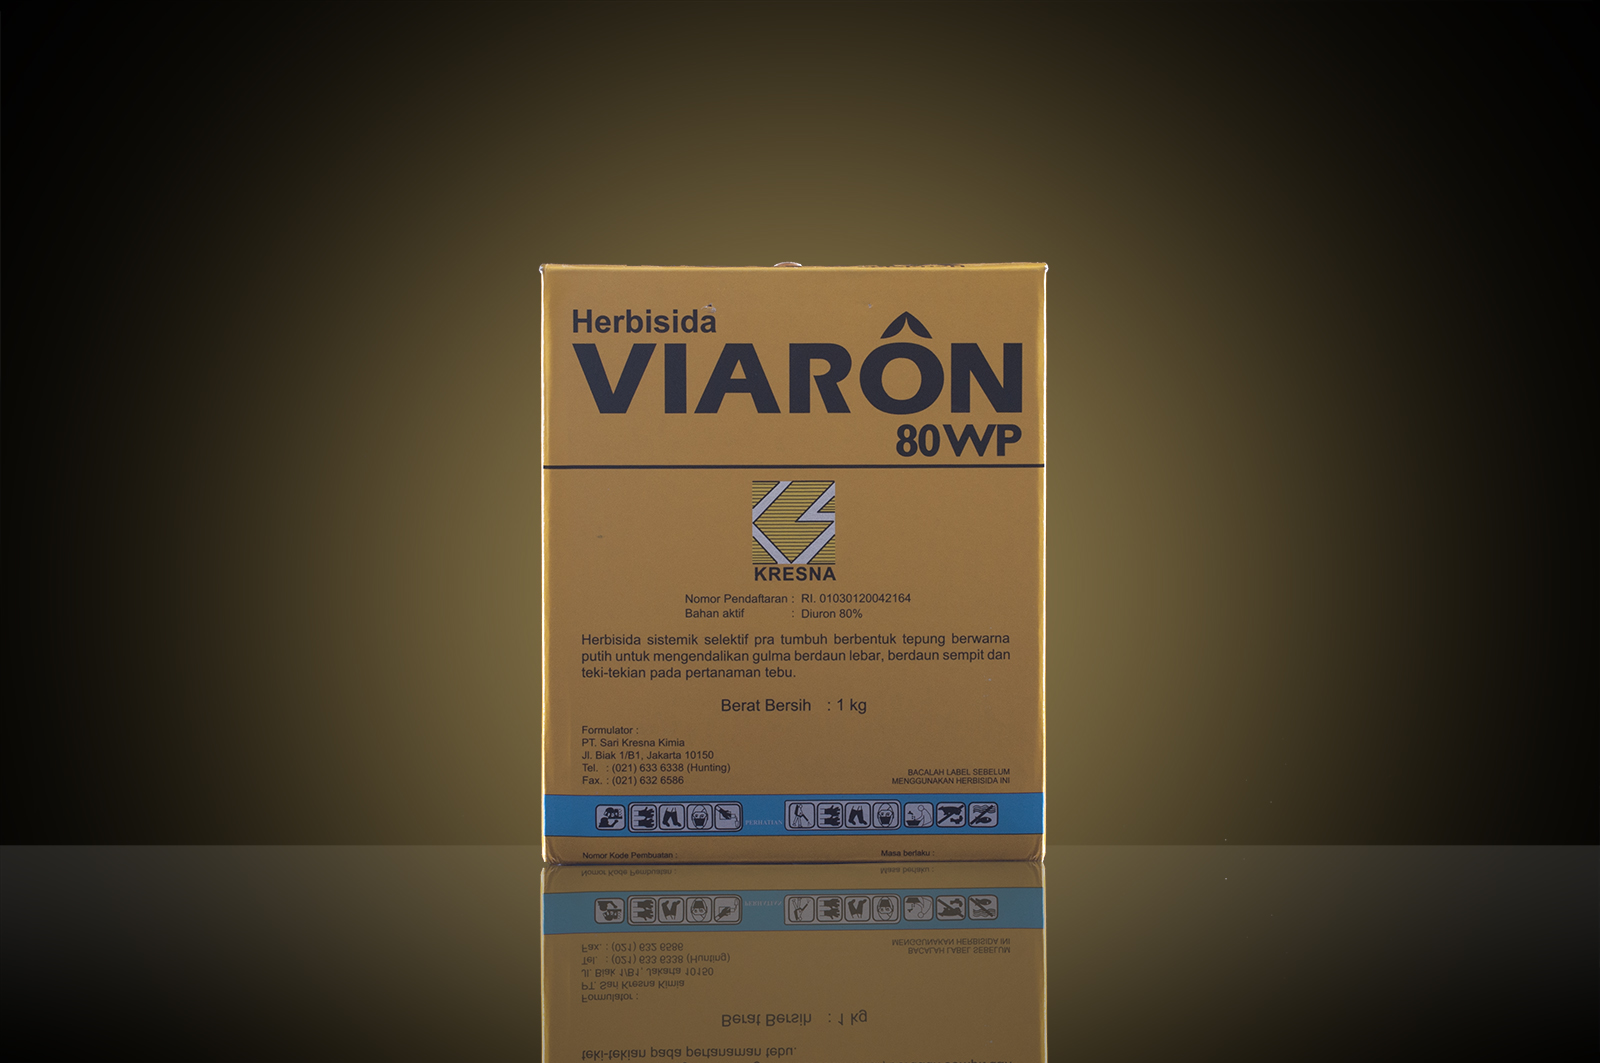 Herbisida
VIARÔN
80WP
KRESNA
Nomor Pendaftaran : RI. 01030120042164
Bahan aktif : Diuron 80%
Herbisida sistemik selektif pra tumbuh berbentuk tepung berwarna
putih untuk mengendalikan gulma berdaun lebar, berdaun sempit dan
teki-tekian pada pertanaman tebu.
Berat Bersih : 1 kg
Formulator :
PT. Sari Kresna Kimia
Jl. Biak 1/B1, Jakarta 10150
Tel. : (021) 633 6338 (Hunting)
Fax. : (021) 632 6586
BACALAH LABEL SEBELUM
MENGGUNAKAN HERBISIDA INI
PERHATIAN
Nomor Kode Pembuatan :
Masa berlaku :